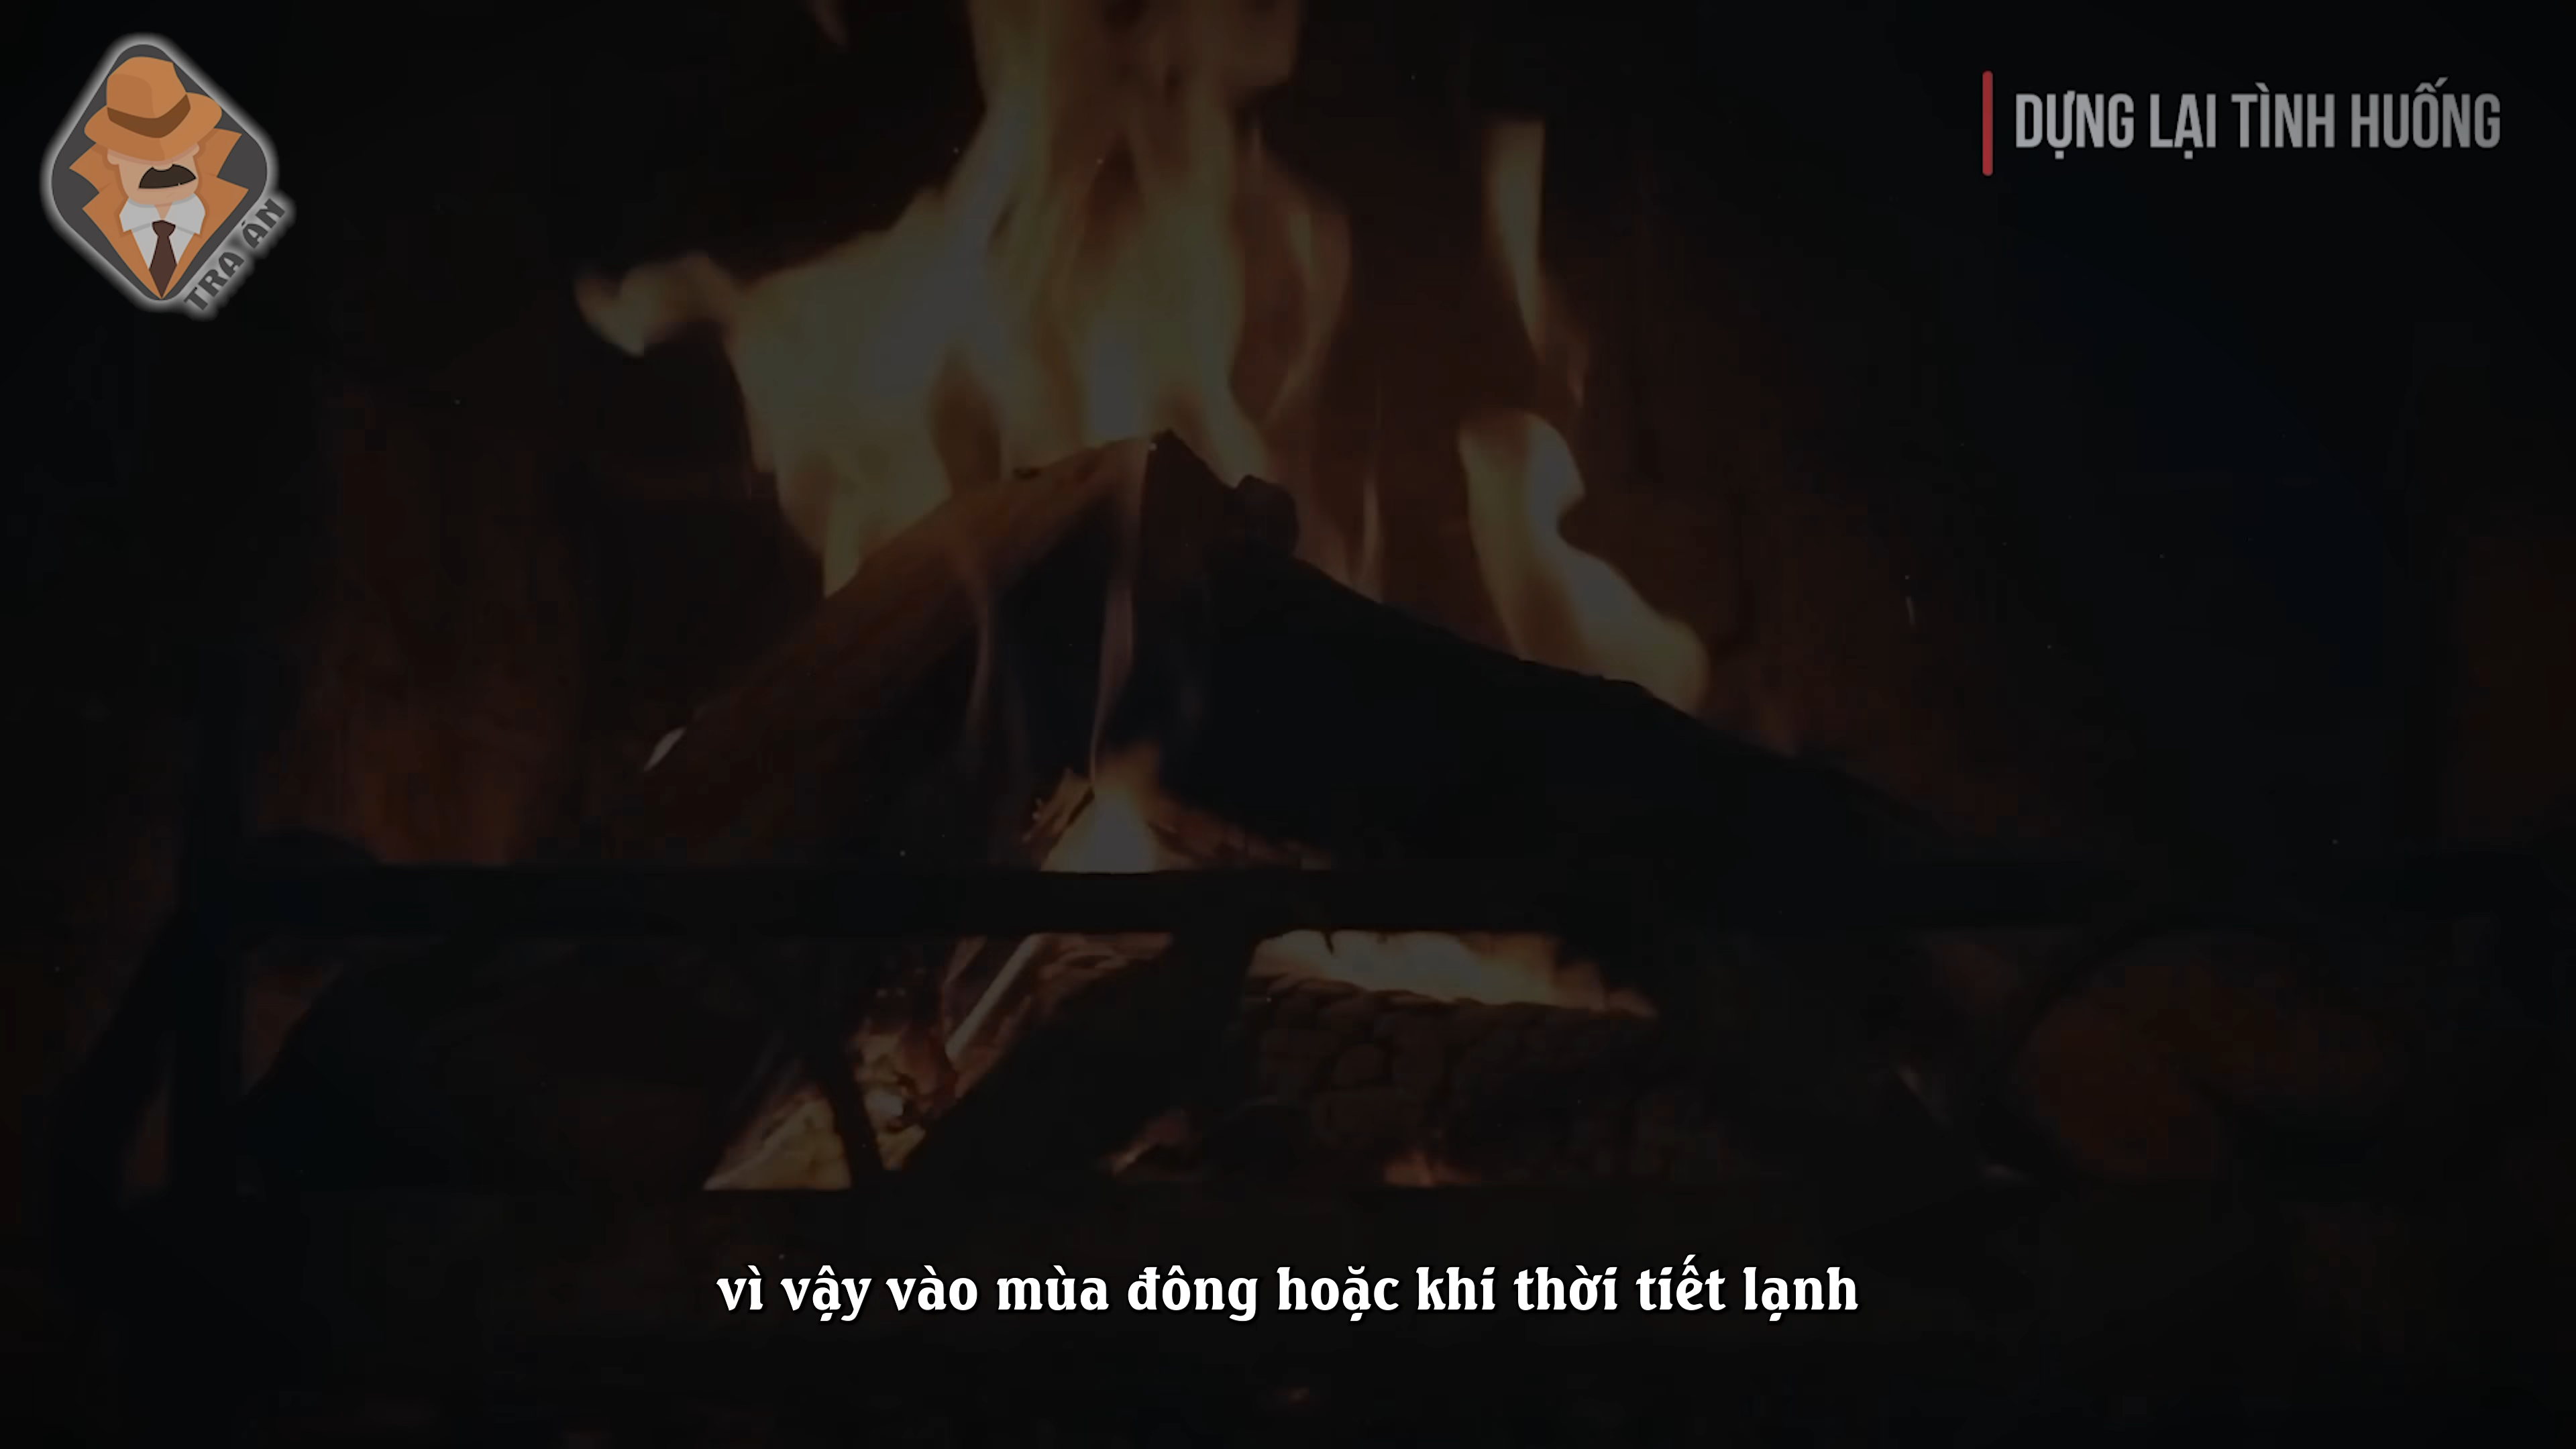 TRA ÁN
DỰNG LẠI TÌNH HUỐNG
vì vậy vào mùa đông hoặc khi thời tiết lạnh